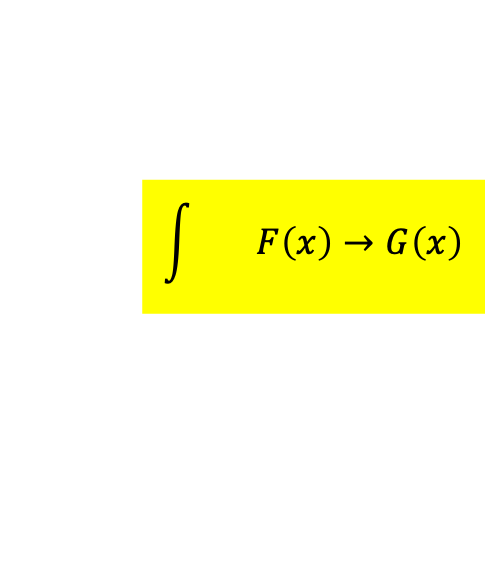 ∫ F(x) → G(x)